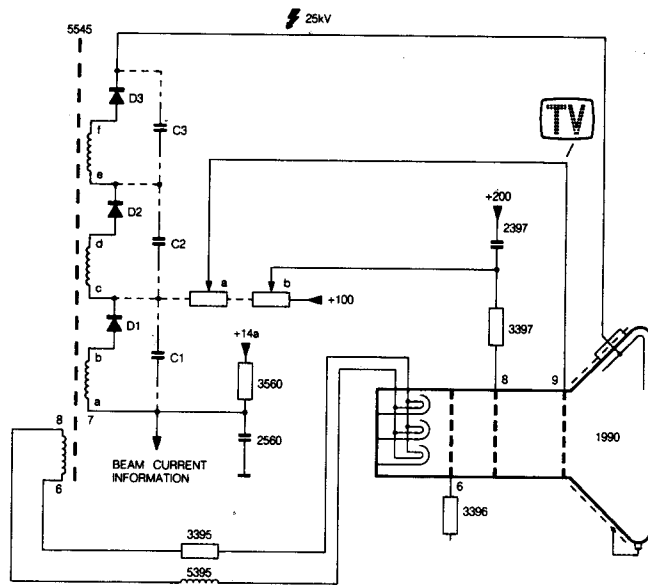 25kV
5545
D3
f
C3
TV
e
+200
D2
2397
d
C2
a
b
c
+100
D1
+14a
3397
b
C1
8
9
3560
a
8
7
1990
2560
BEAM CURRENT
INFORMATION
6
6
3395
3396
5395